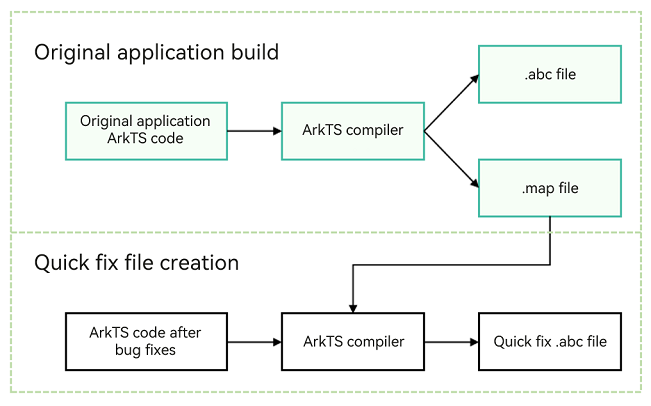 Original application build
Original application
ArkTS code
ArkTS compiler
.abc file
.map file
Quick fix file creation
ArkTS code after
bug fixes
ArkTS compiler
Quick fix .abc file